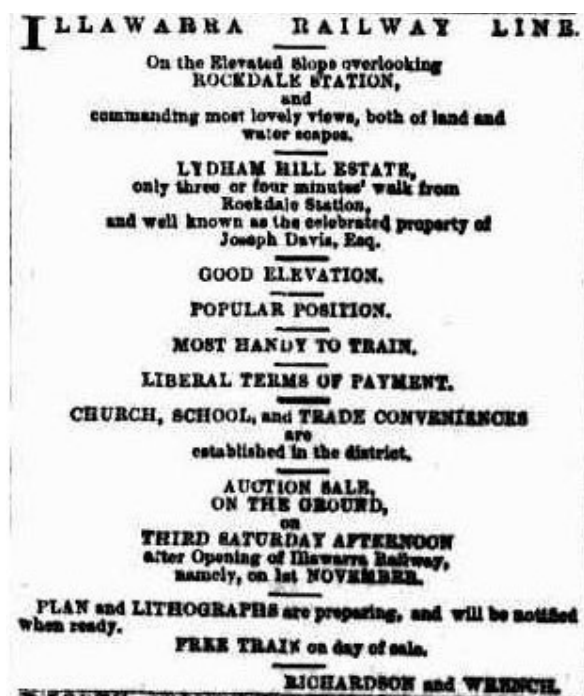 ILLAWARRA RAILWAY LINE.
On the Elevated Slope overlooking
ROCKDALE STATION,
and
commanding most lovely views, both of land and
water scapes.
LYDHAM HILL ESTATE,
only three or four minutes' walk from
Rockdale Station,
and well known as the celebrated property of
Joseph Davis, Esq.
GOOD ELEVATION.
POPULAR POSITION.
MOST HANDY TO TRAIN.
LIBERAL TERMS OF PAYMENT.
CHURCH, SCHOOL, and TRADE CONVENIENCES
are
established in the district.
AUCTION SALE,
ON THE GROUND,
on
THIRD SATURDAY AFTERNOON
after Opening of Illawarra Railway,
namely, on 1st NOVEMBER.
PLAN and LITHOGRAPHS are preparing, and will be notified
when ready.
FREE TRAIN on day of sale.
RICHARDSON and WRENCH.